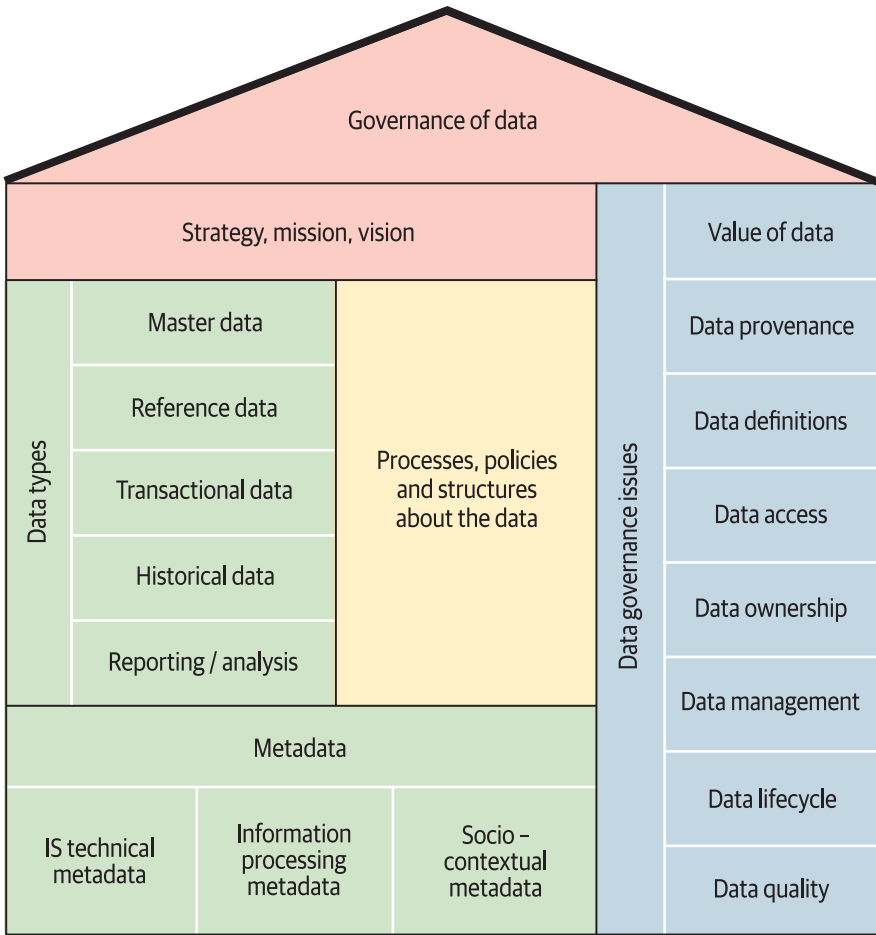 Governance of data
Strategy, mission, vision
Data types
Master data
Reference data
Transactional data
Historical data
Reporting / analysis
Processes, policies
and structures
about the data
Metadata
IS technical
metadata
Information
processing
metadata
Socio –
contextual
metadata
Data governance issues
Value of data
Data provenance
Data definitions
Data access
Data ownership
Data management
Data lifecycle
Data quality